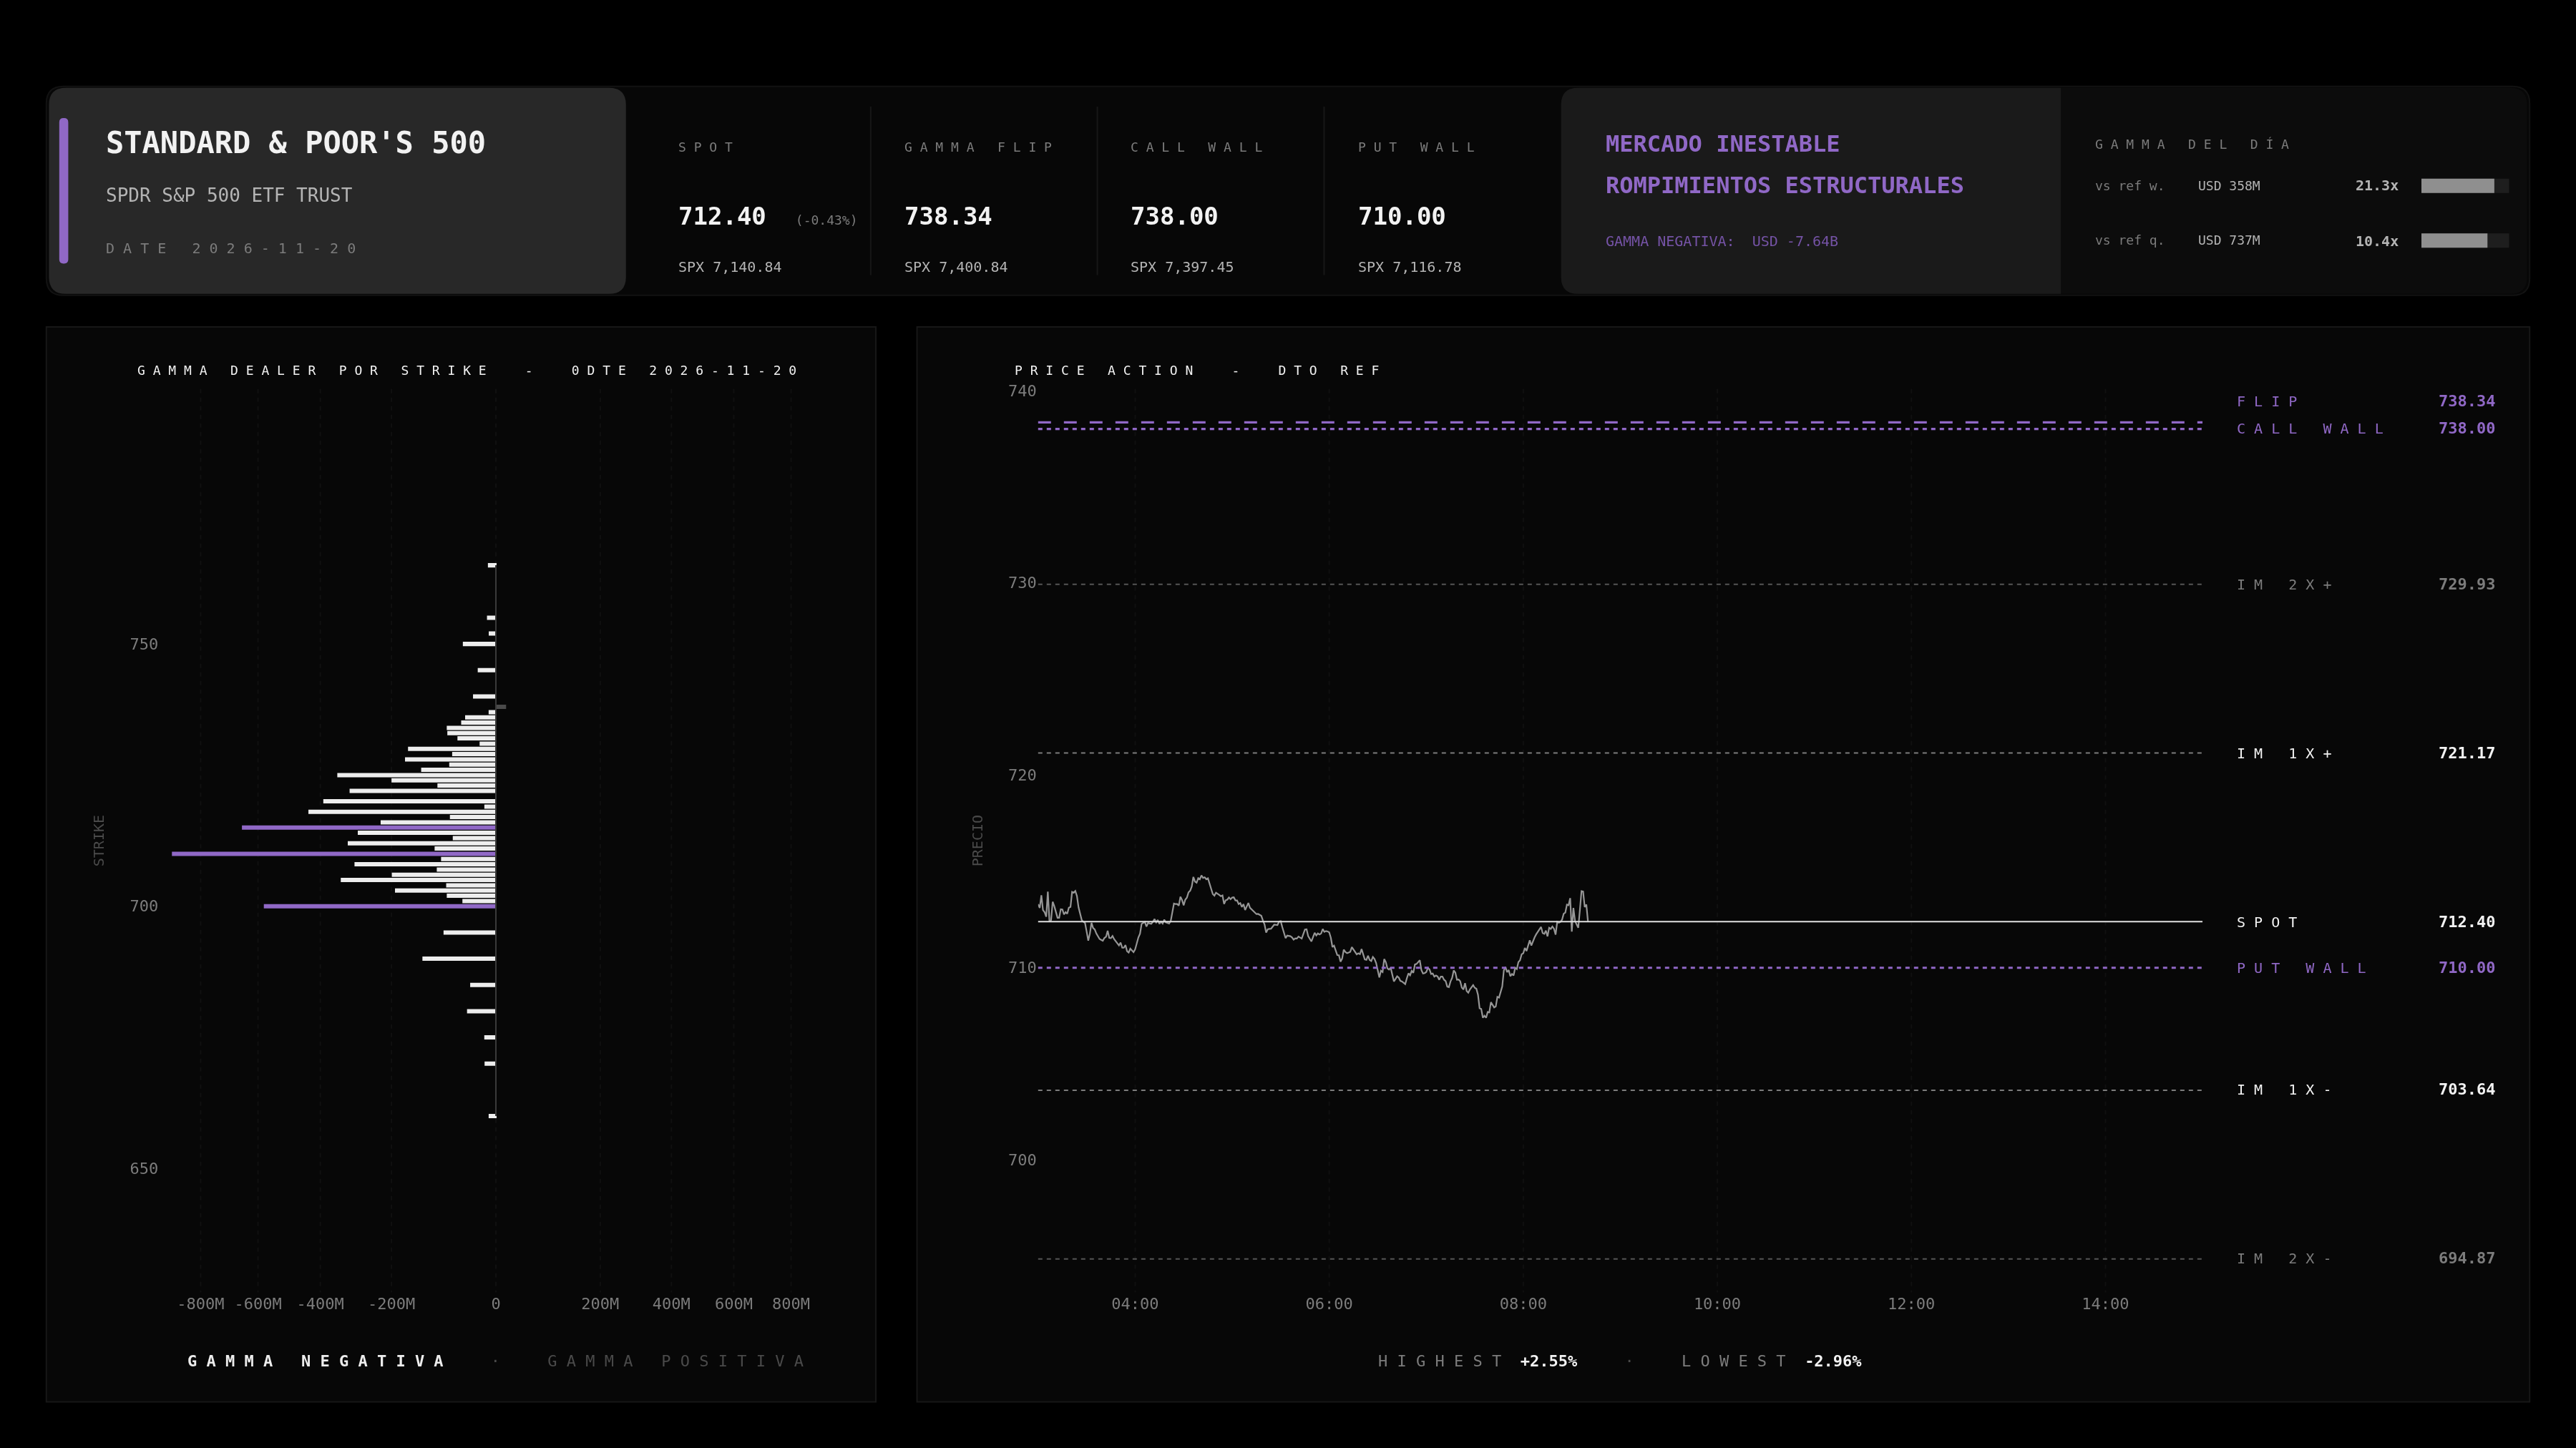 STANDARD & POOR'S 500
SPDR S&P 500 ETF TRUST
DATE 2026-11-20
SPOT
712.40 (-0.43%)
SPX 7,140.84
GAMMA FLIP
738.34
SPX 7,400.84
CALL WALL
738.00
SPX 7,397.45
PUT WALL
710.00
SPX 7,116.78
MERCADO INESTABLE
ROMPIMIENTOS ESTRUCTURALES
GAMMA NEGATIVA: USD -7.64B
GAMMA DEL DÍA
vs ref w. USD 358M 21.3x
vs ref q. USD 737M 10.4x
GAMMA DEALER POR STRIKE - 0DTE 2026-11-20
STRIKE
750
700
650
-800M -600M -400M -200M 0 200M 400M 600M 800M
GAMMA NEGATIVA · GAMMA POSITIVA
PRICE ACTION - DTO REF
PRECIO
740
730
720
710
700
FLIP 738.34
CALL WALL 738.00
IM 2X+ 729.93
IM 1X+ 721.17
SPOT 712.40
PUT WALL 710.00
IM 1X- 703.64
IM 2X- 694.87
04:00 06:00 08:00 10:00 12:00 14:00
HIGHEST +2.55% · LOWEST -2.96%